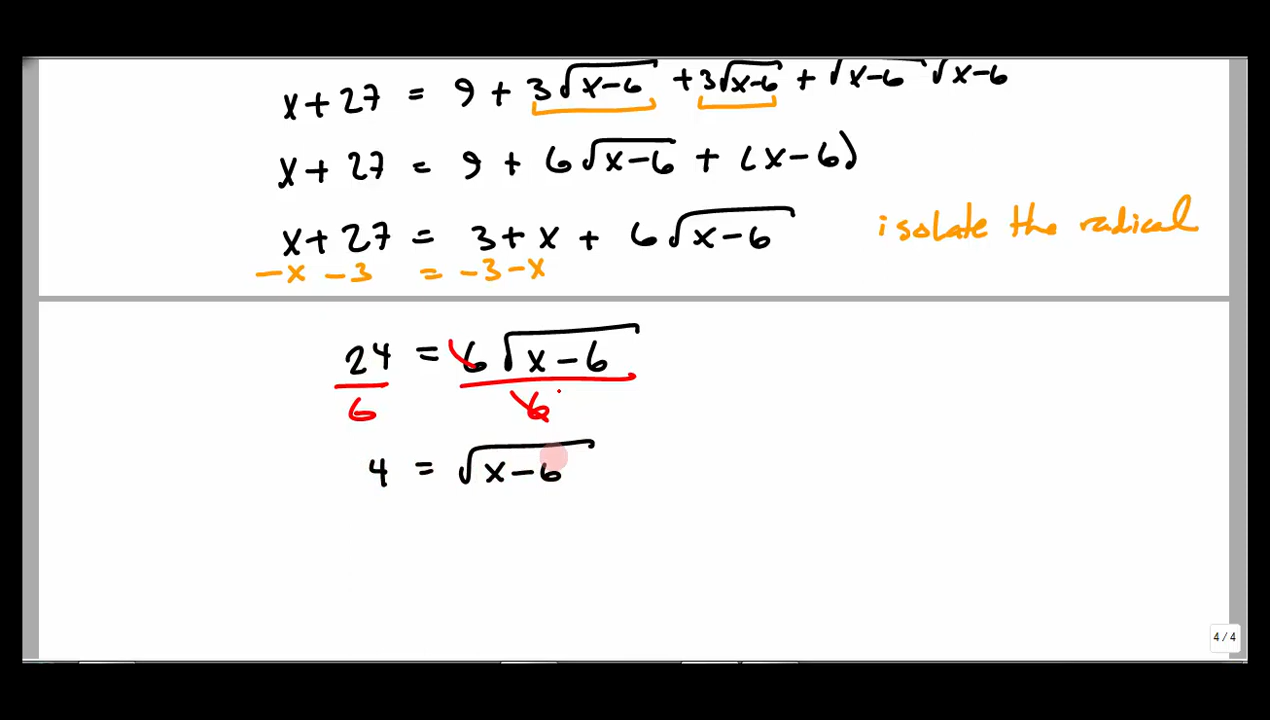 x+27 = 9 + 3√x-6 + 3√x-6 + √x-6 √x-6
x+27 = 9 + 6√x-6 + (x-6)
x+27 = 3+x + 6√x-6 isolate the radical
-x -3 = -3-x
24 = 6√x-6
6 6
4 = √x-6
4 / 4